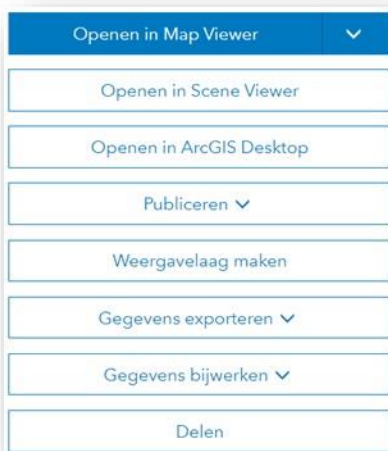 Openen in Map Viewer
Openen in Scene Viewer
Openen in ArcGIS Desktop
Publiceren
Weergavelaag maken
Gegevens exporteren
Gegevens bijwerken
Delen